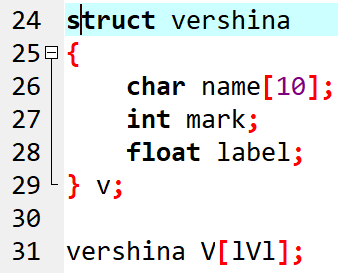 24 struct vershina
25 {
26     char name[10];
27     int mark;
28     float label;
29 } v;
30
31 vershina V[lVl];